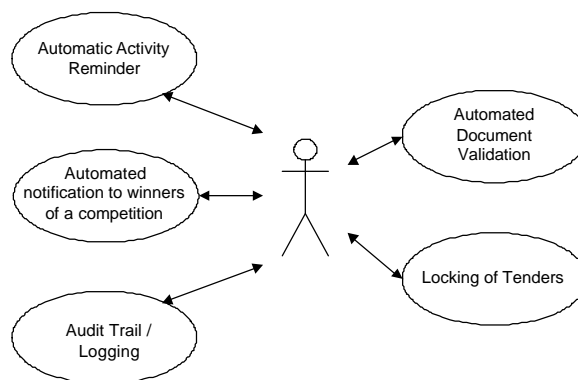 Automatic Activity
Reminder
Automated
notification to winners
of a competition
Audit Trail /
Logging
Automated
Document
Validation
Locking of Tenders